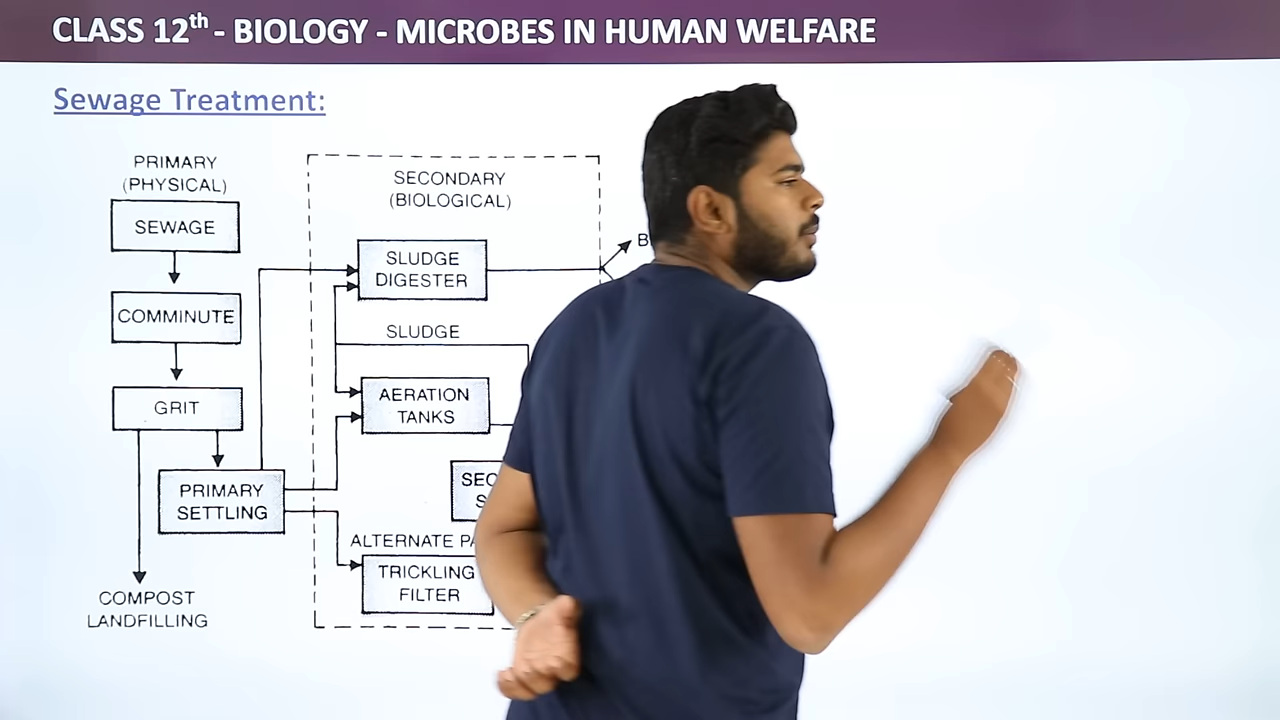 CLASS 12th - BIOLOGY - MICROBES IN HUMAN WELFARE
Sewage Treatment:
PRIMARY
(PHYSICAL)
SEWAGE
COMMINUTE
GRIT
PRIMARY
SETTLING
COMPOST
LANDFILLING
SECONDARY
(BIOLOGICAL)
SLUDGE
DIGESTER
SLUDGE
AERATION
TANKS
ALTERNATE
TRICKLING
FILTER